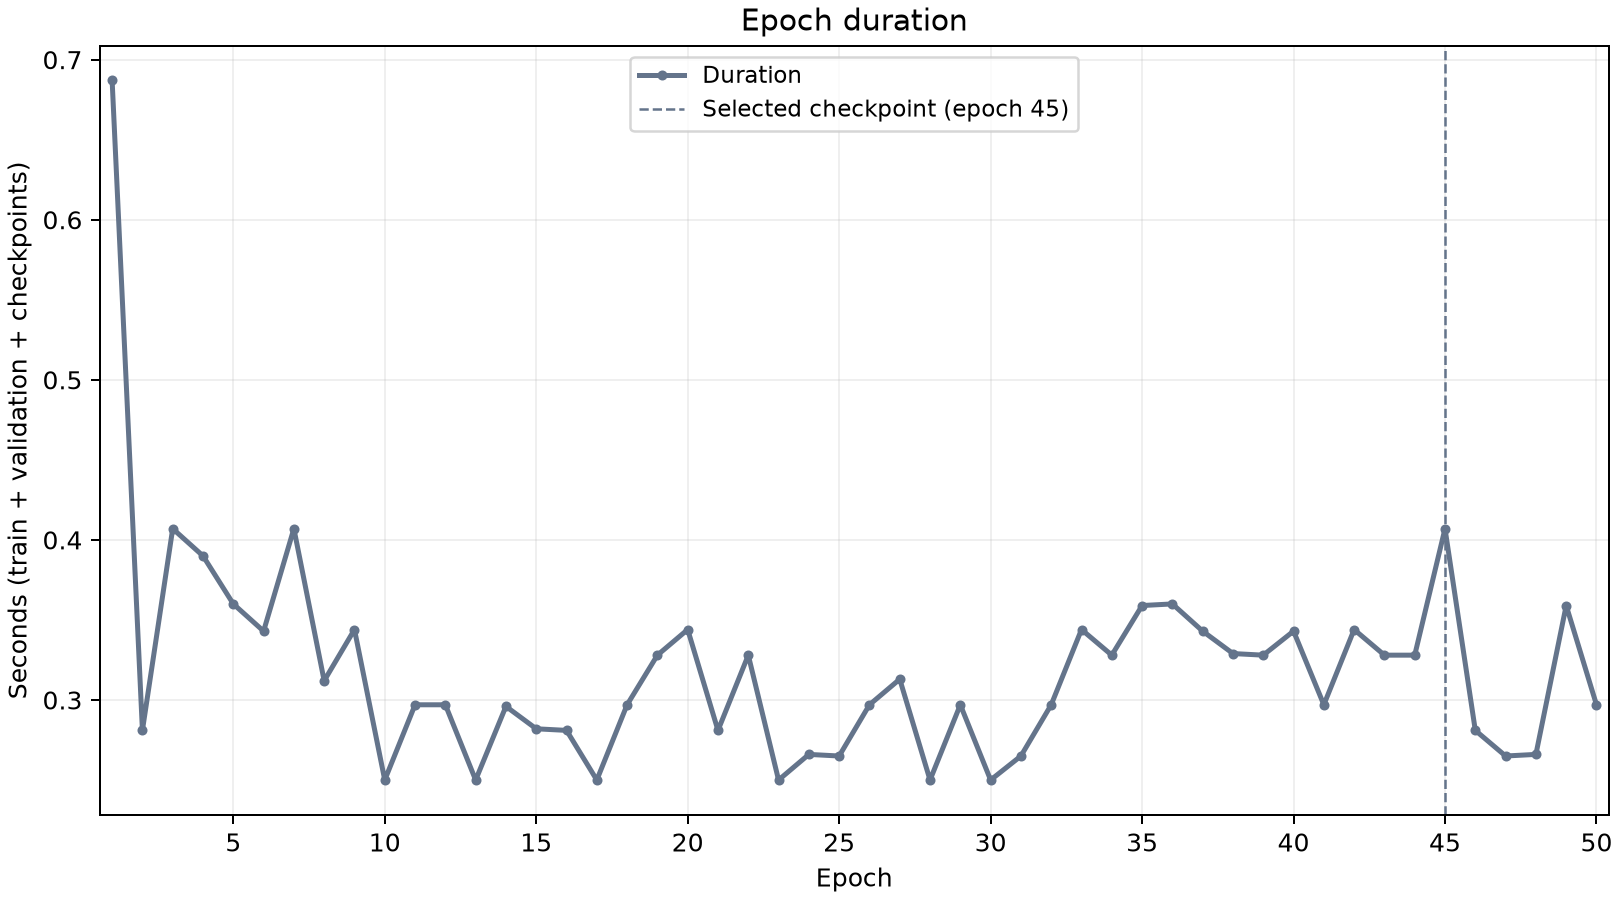 Epoch duration
Duration
Selected checkpoint (epoch 45)
Seconds (train + validation + checkpoints)
0.7
0.6
0.5
0.4
0.3
5 10 15 20 25 30 35 40 45 50
Epoch